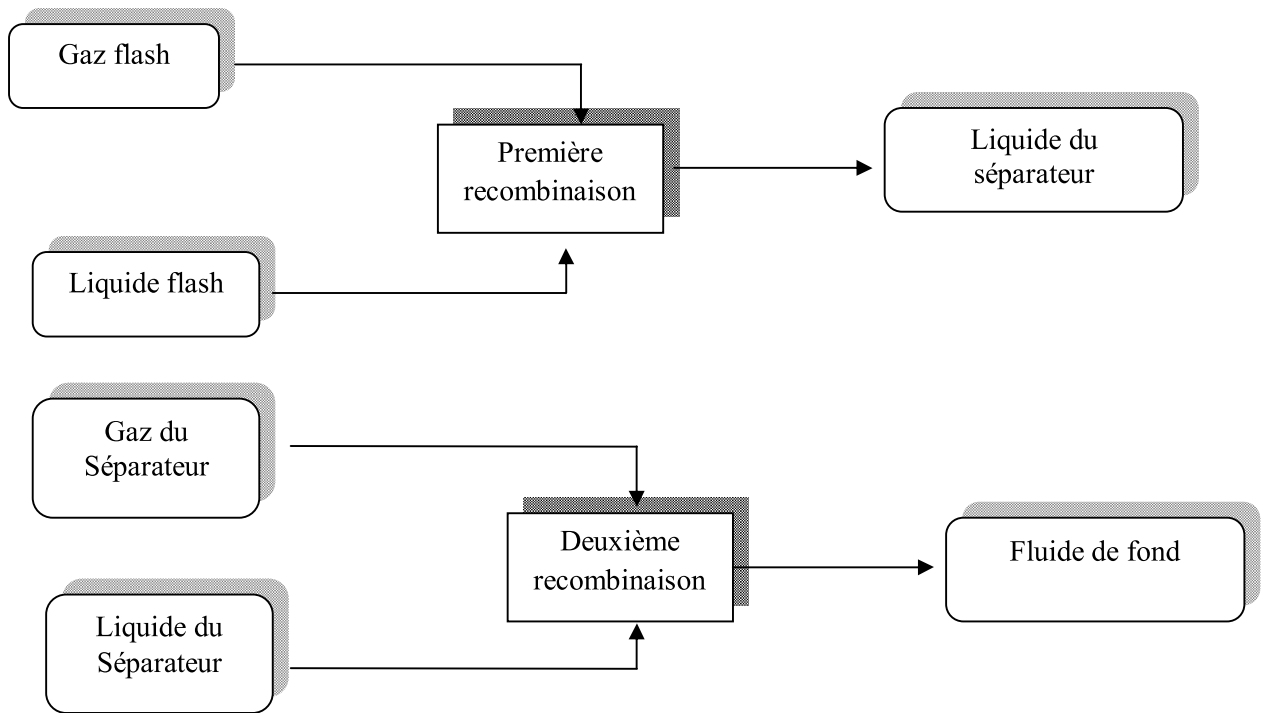 Gaz flash
Première
recombinaison
Liquide du
séparateur
Liquide flash
Gaz du
Séparateur
Deuxième
recombinaison
Fluide de fond
Liquide du
Séparateur